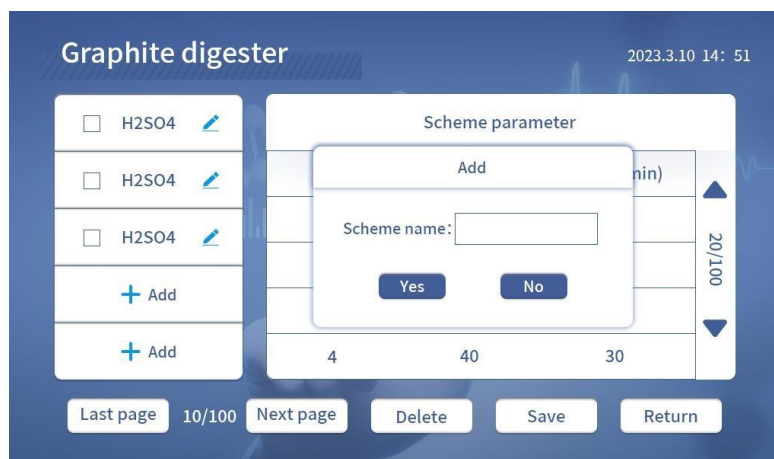 Graphite digester
2023.3.10 14: 51
H2SO4
H2SO4
H2SO4
+ Add
+ Add
Scheme parameter
min)
Add
Scheme name:
Yes No
4 40 30
20/100
Last page 10/100 Next page Delete Save Return